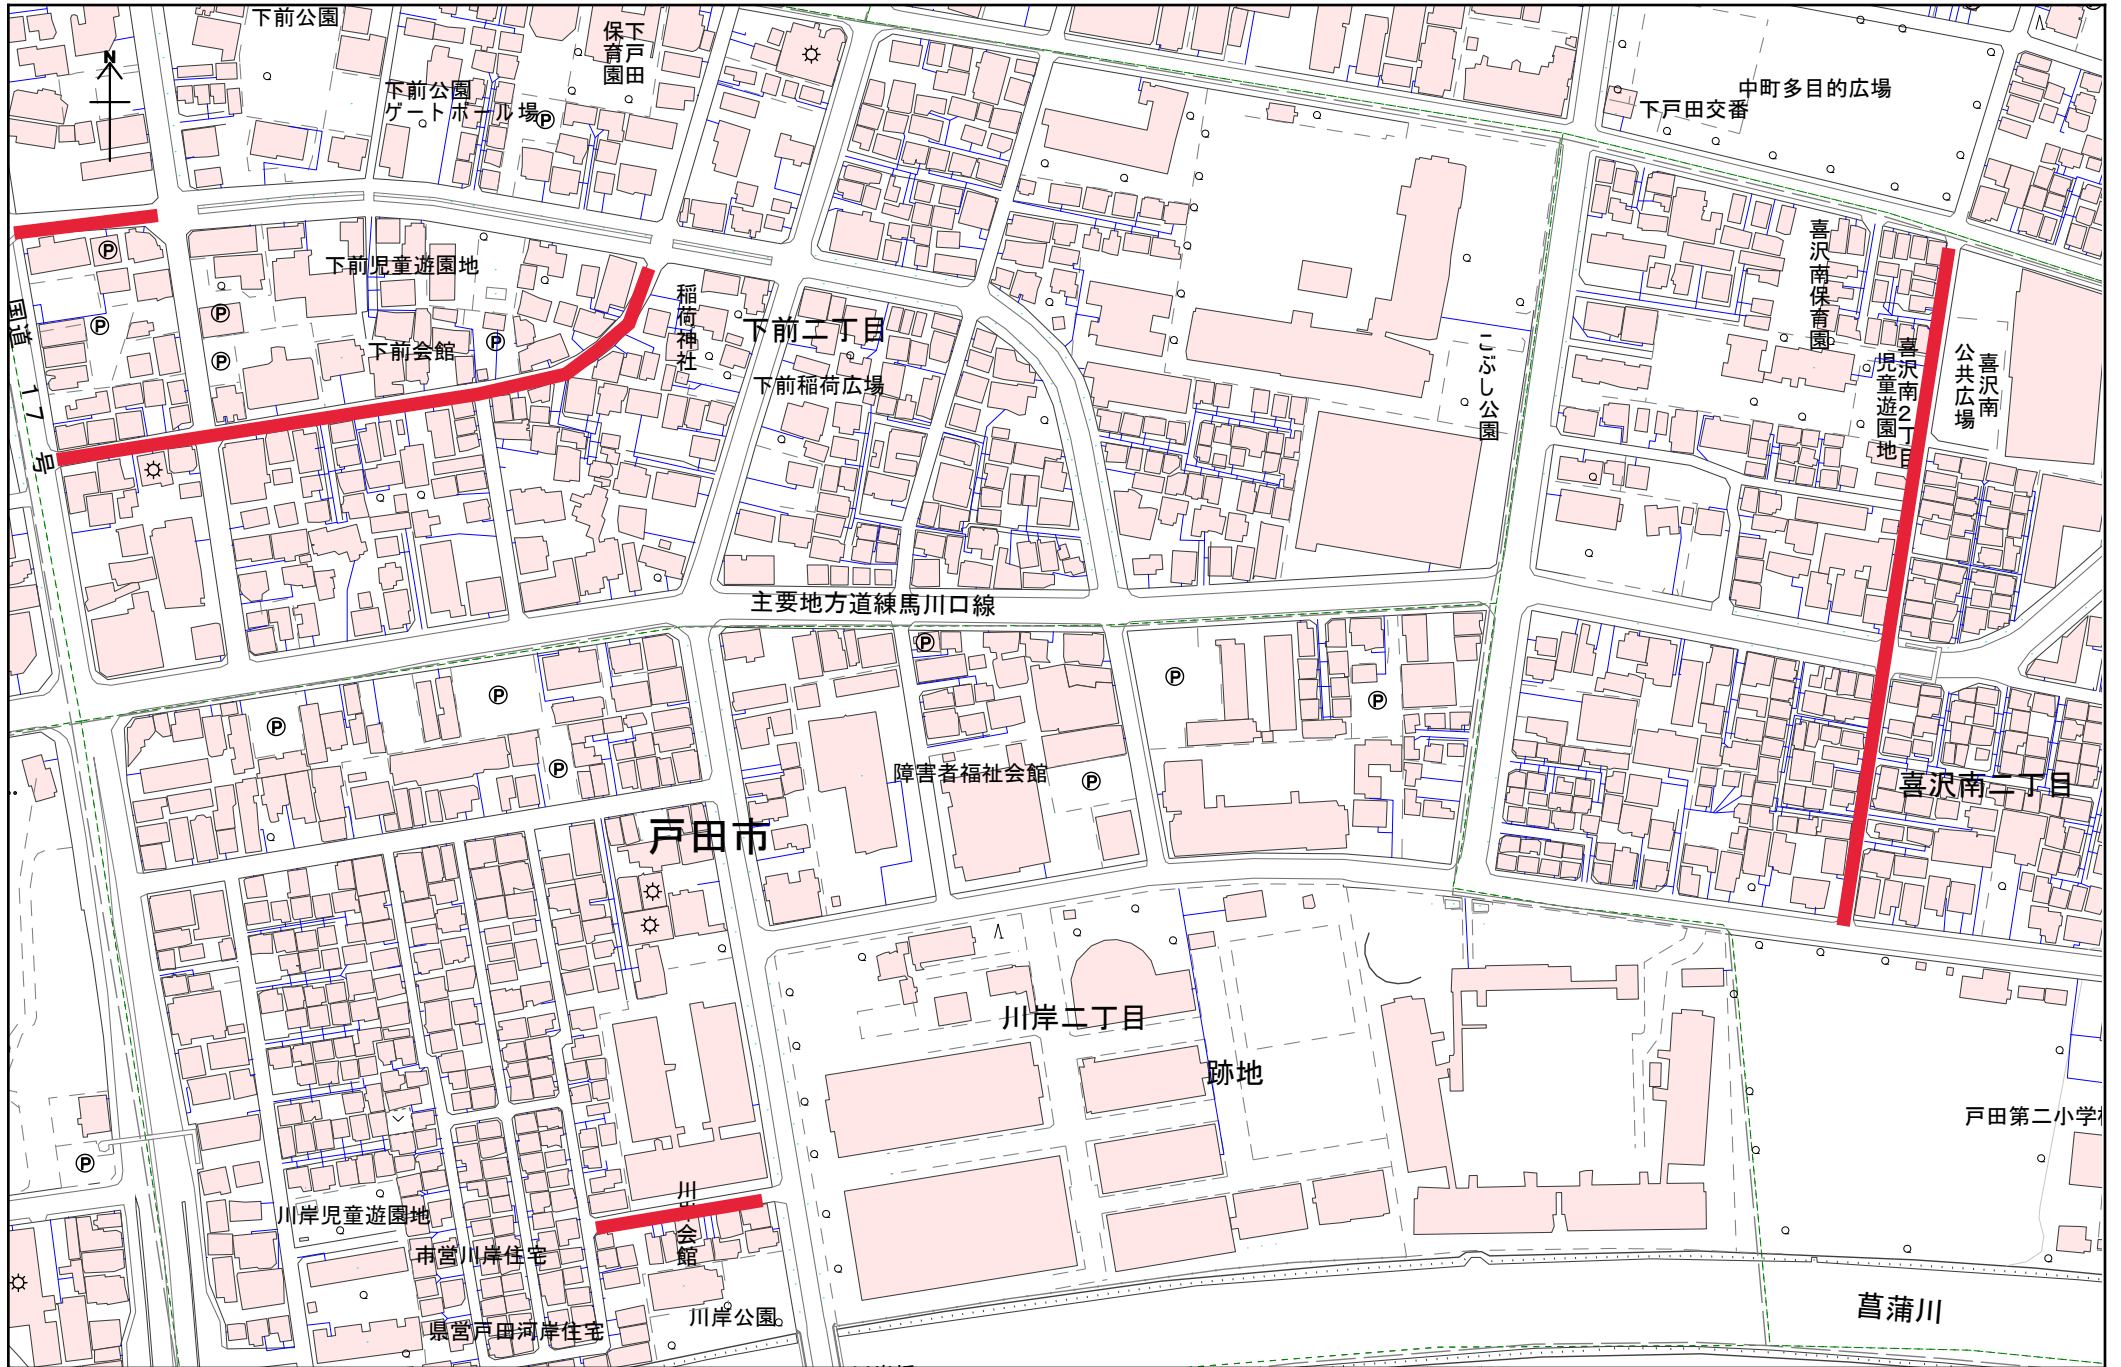 下前公園
下戸田
保育園
N
下前公園
ゲートボール場
P
中町多目的広場
下戸田交番
喜沢南保育園
P
下前児童遊園地
稲荷神社
国道
17号
P
P
P
P
下前会館
下前二丁目
下前稲荷広場
こぶし公園
喜沢南2丁目
児童遊園地
喜沢南
公共広場
主要地方道練馬川口線
P
P
P
P
P
P
P
障害者福祉会館
喜沢南二丁目
戸田市
川岸二丁目
跡地
戸田第二小学
P
川岸児童遊園地
市営川岸住宅
会館
県営戸田河岸住宅
川岸公園
菖蒲川